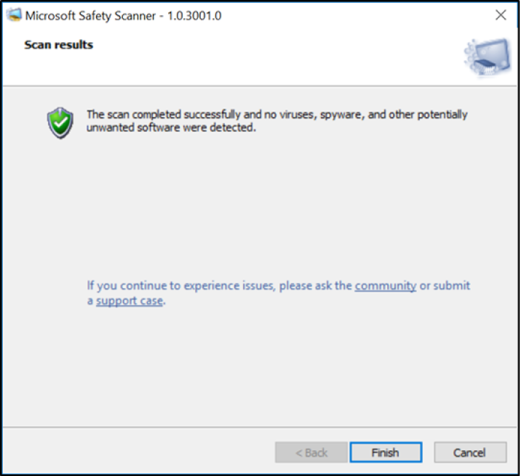 Microsoft Safety Scanner - 1.0.3001.0
Scan results
The scan completed successfully and no viruses, spyware, and other potentially
unwanted software were detected.
If you continue to experience issues, please ask the community or submit
a support case.
< Back
Finish
Cancel